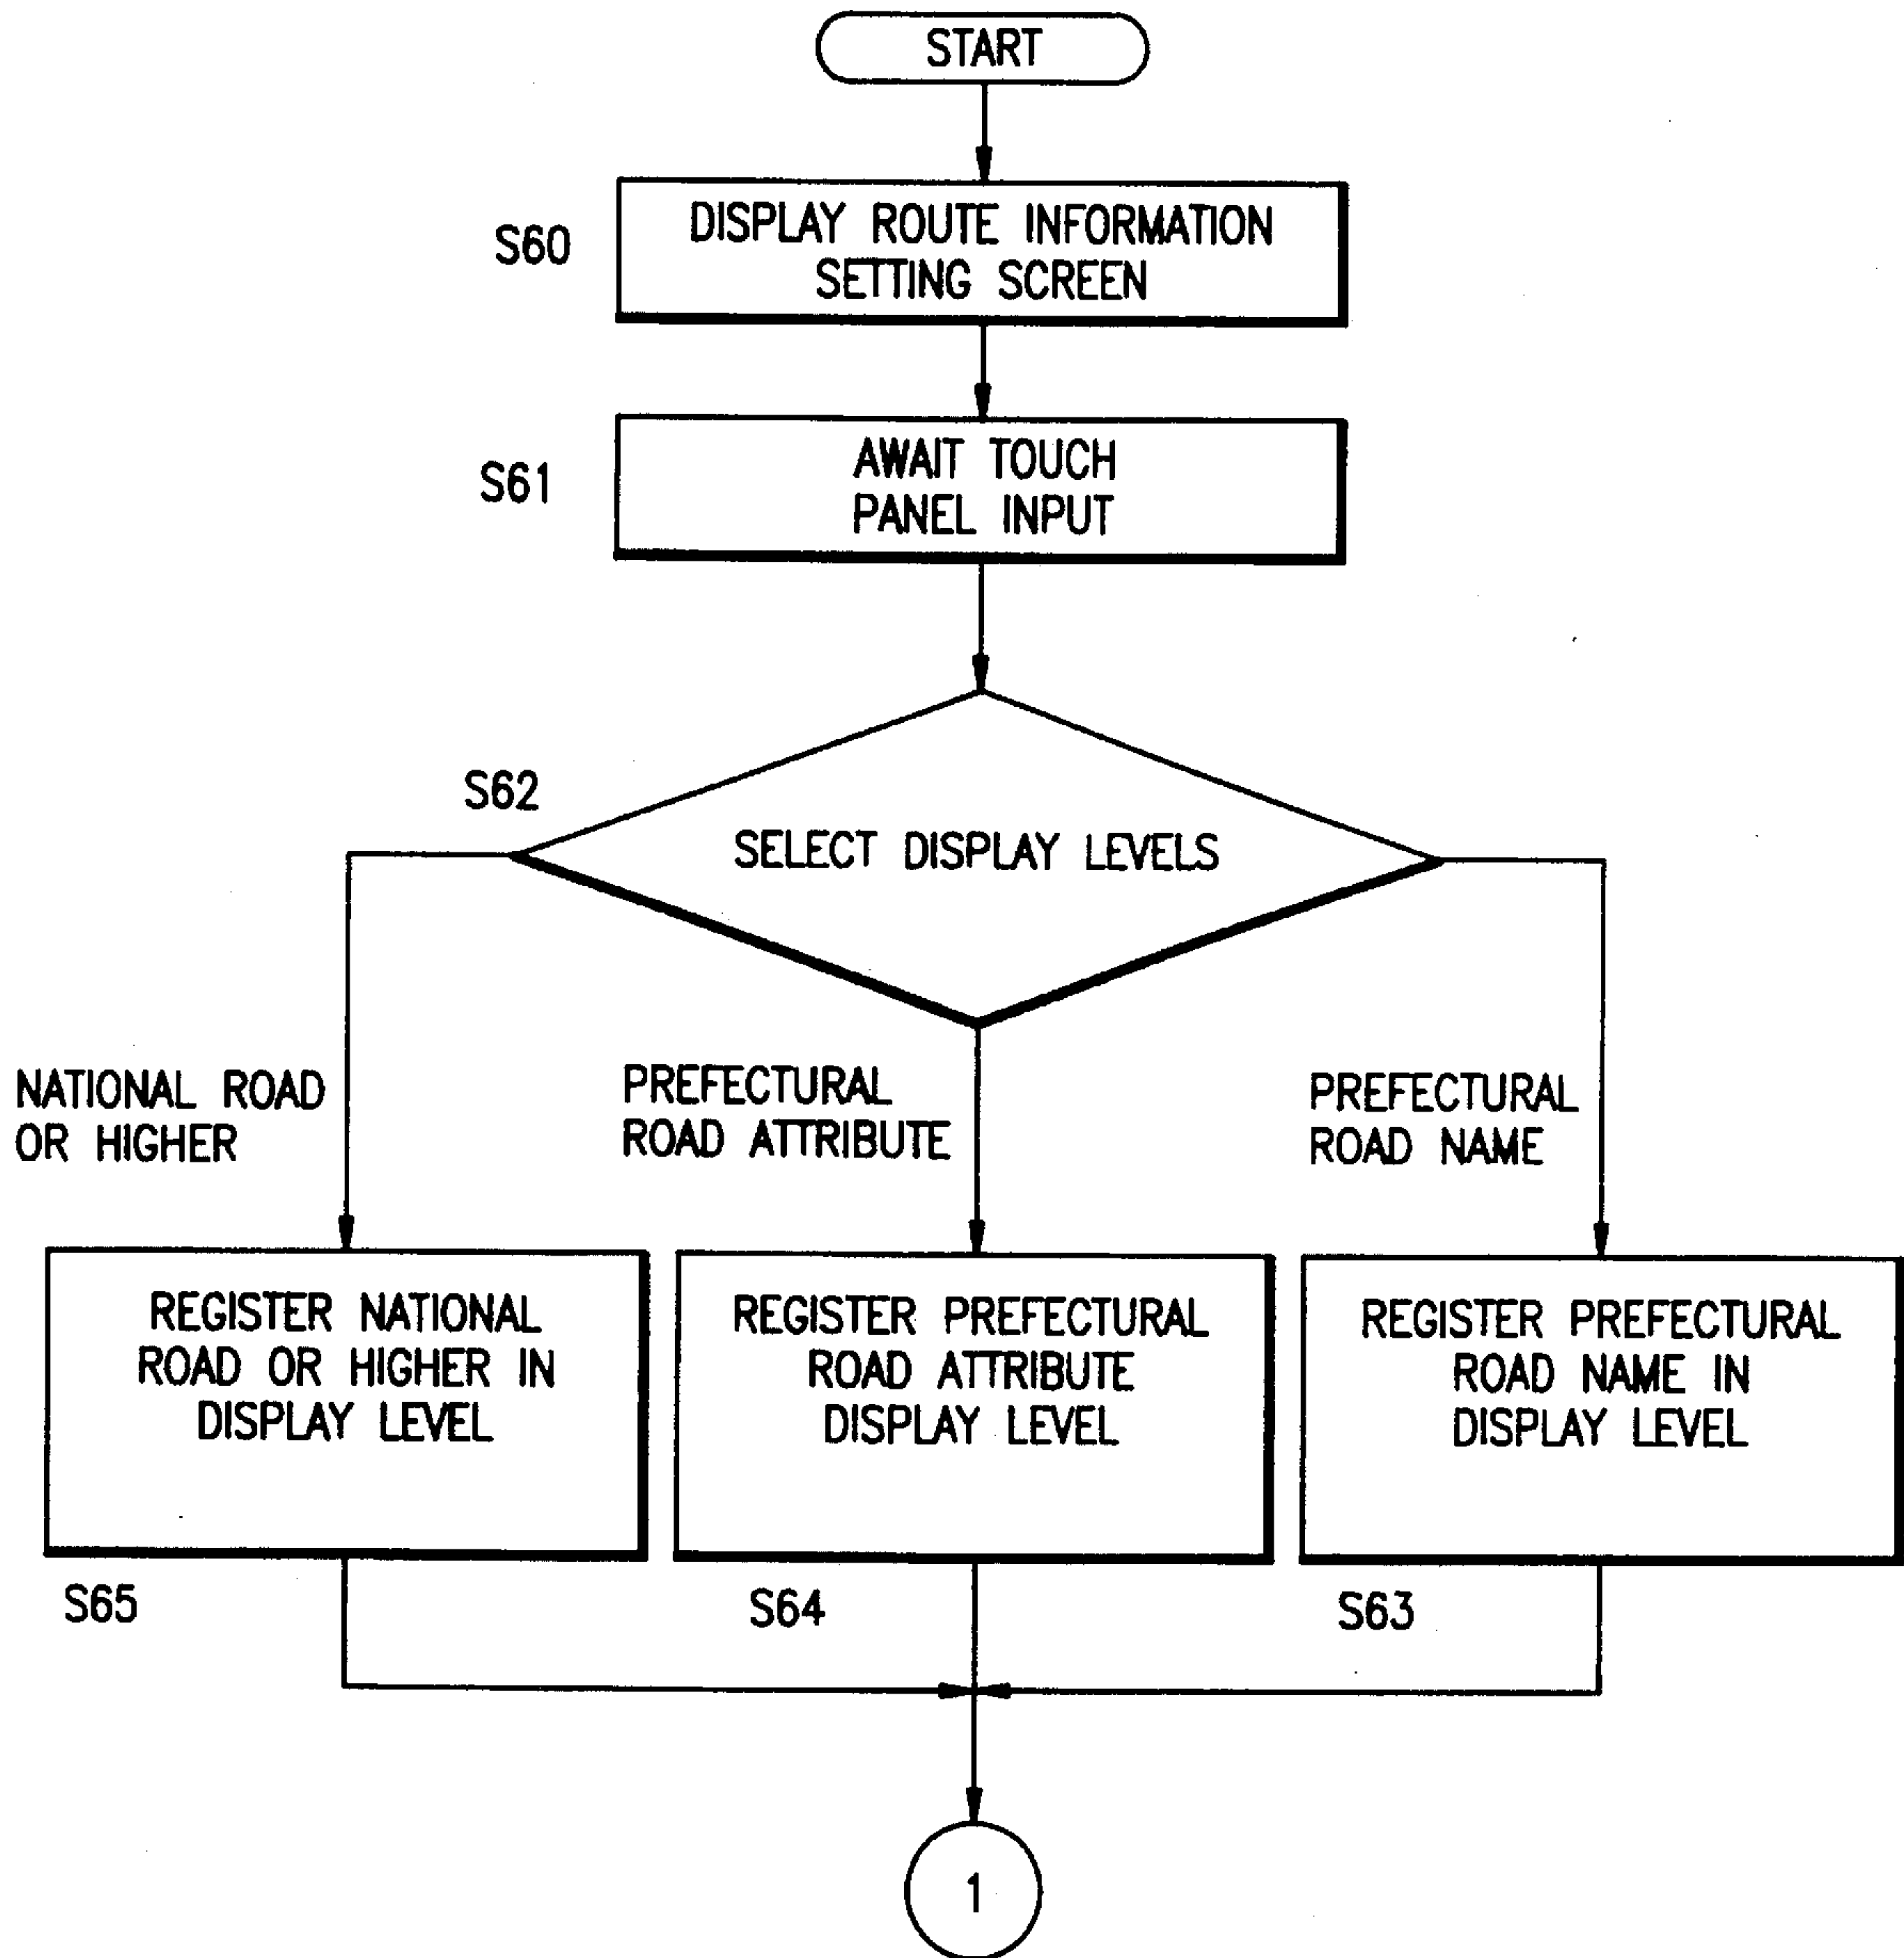 START
S60
DISPLAY ROUTE INFORMATION
SETTING SCREEN
S61
AWAIT TOUCH
PANEL INPUT
S62
SELECT DISPLAY LEVELS
NATIONAL ROAD
OR HIGHER
PREFECTURAL
ROAD ATTRIBUTE
PREFECTURAL
ROAD NAME
REGISTER NATIONAL
ROAD OR HIGHER IN
DISPLAY LEVEL
REGISTER PREFECTURAL
ROAD ATTRIBUTE
DISPLAY LEVEL
REGISTER PREFECTURAL
ROAD NAME IN
DISPLAY LEVEL
S65
S64
S63
1